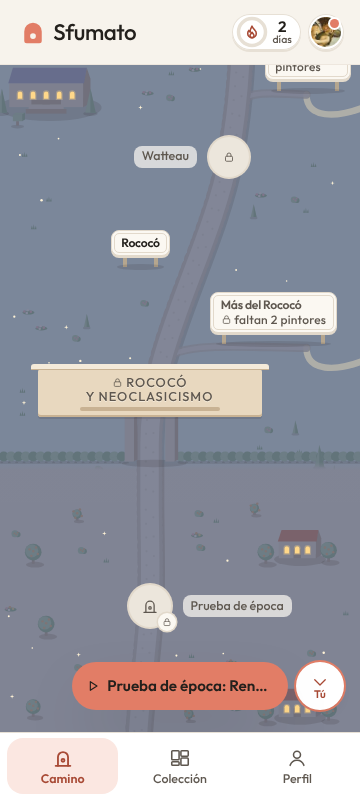 Sfumato
2
días
pintores
Watteau
Rococó
Más del Rococó
faltan 2 pintores
ROCOCÓ
Y NEOCLASICISMO
Prueba de época
Prueba de época: Ren...
Tú
Camino
Colección
Perfil